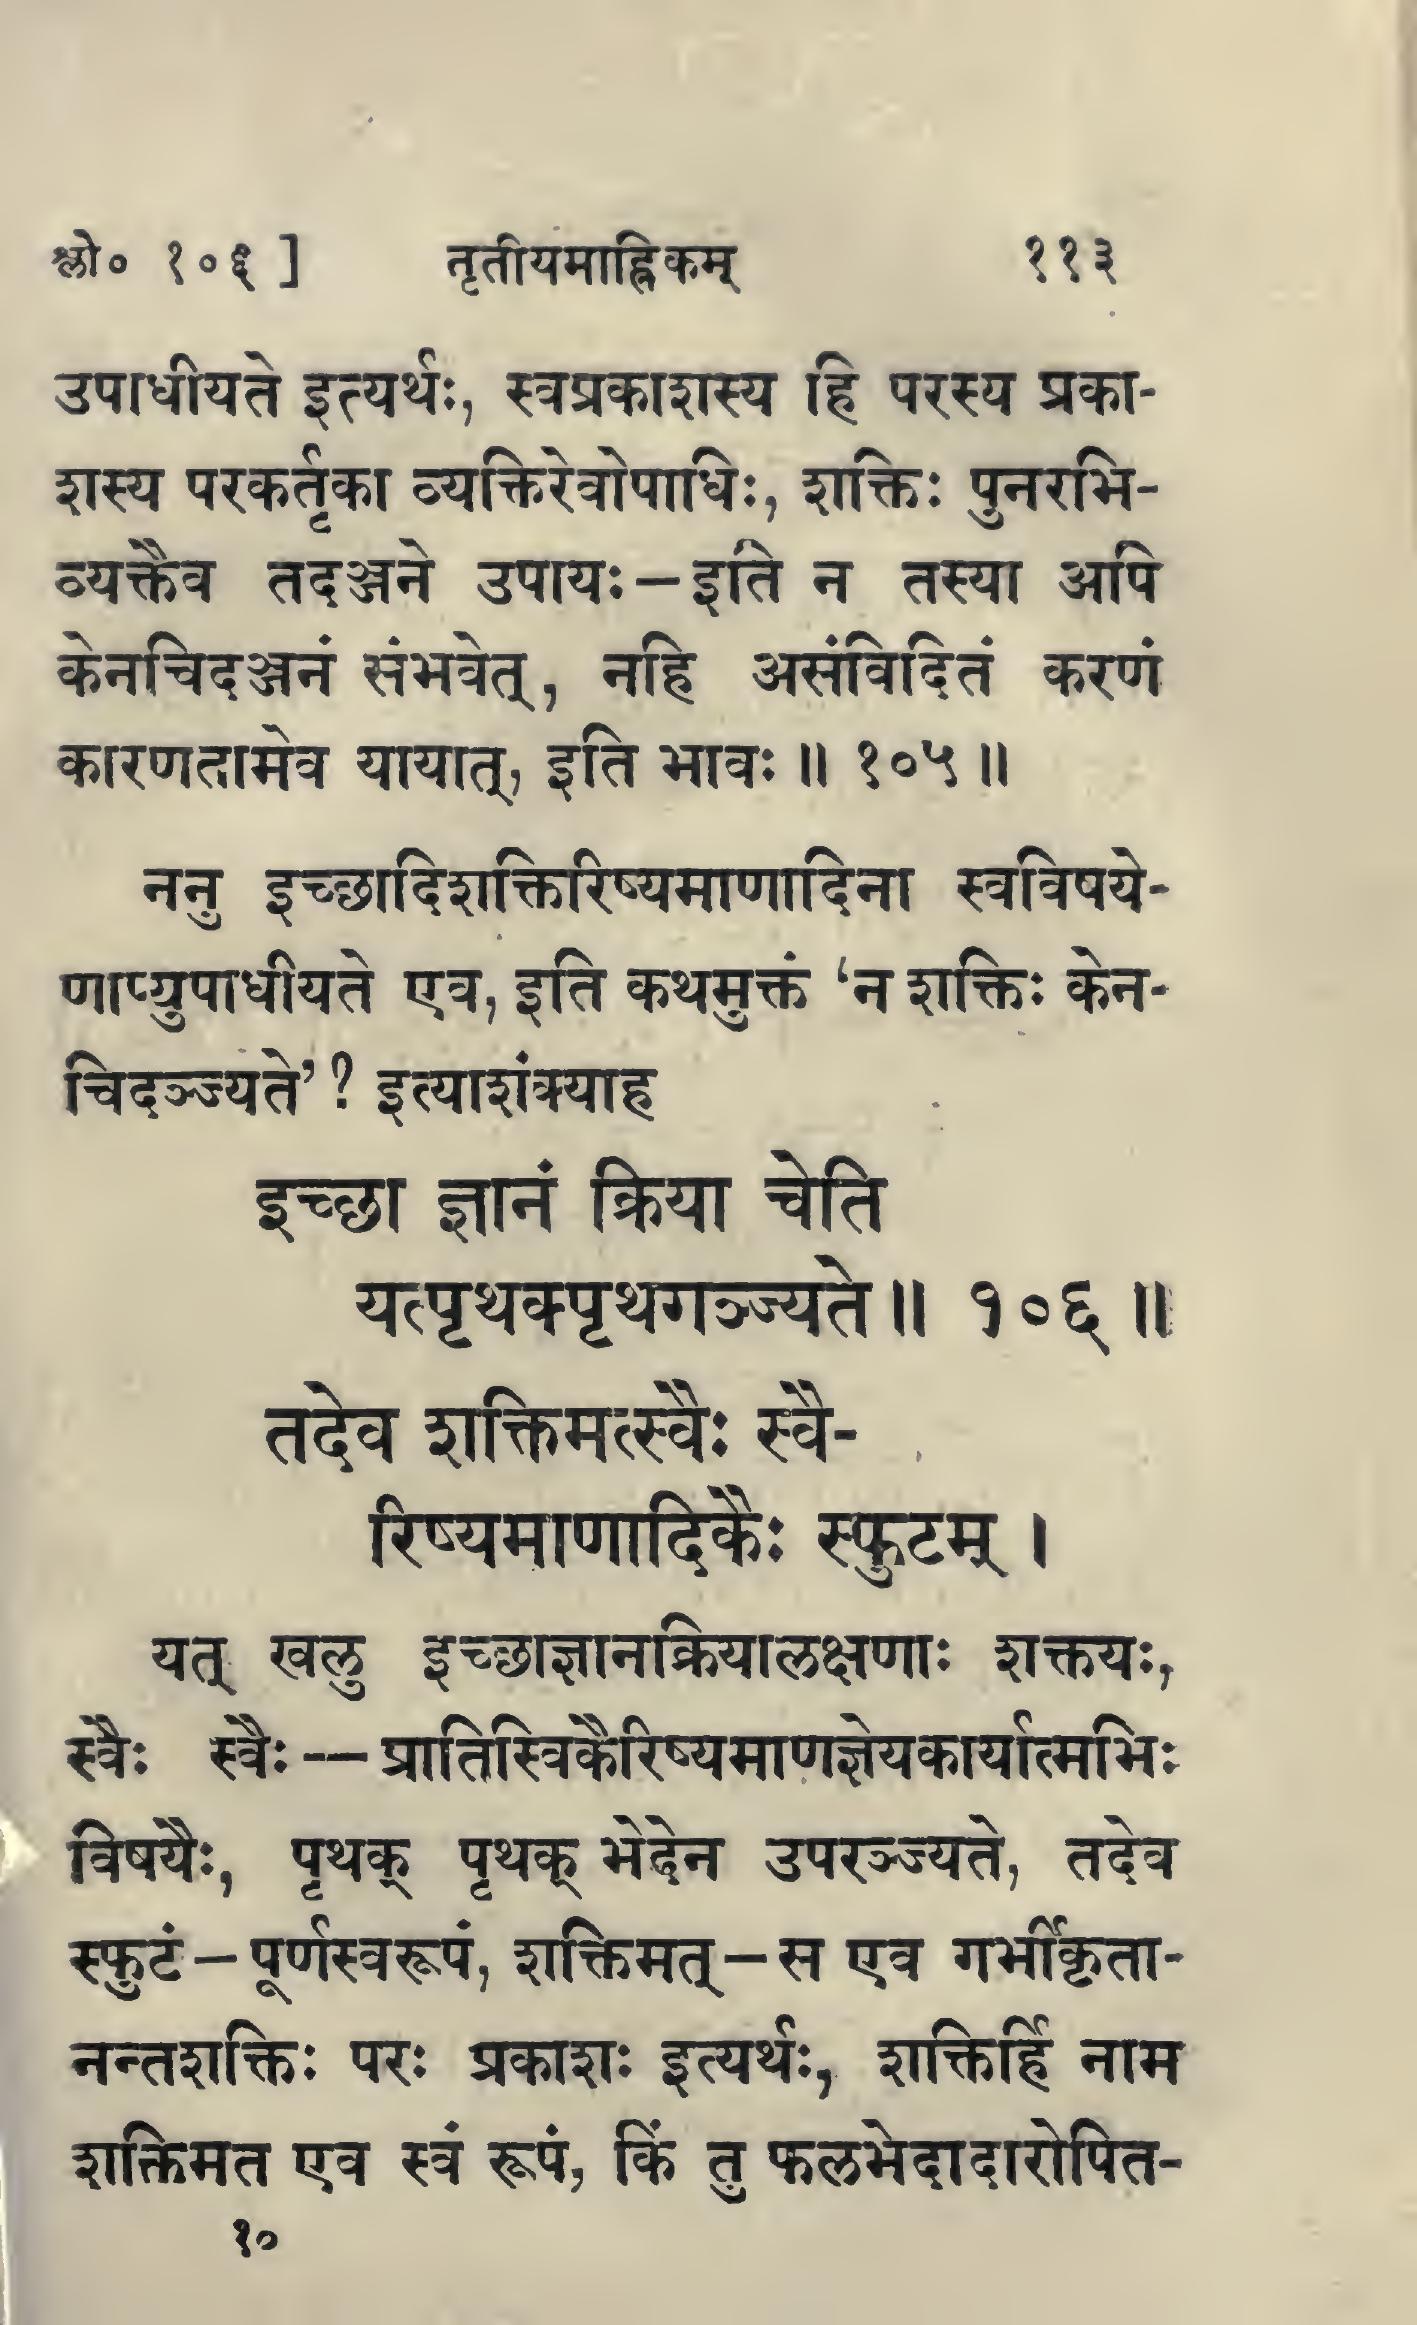 श्लो० १०६ ] तृतीयमाह्निकम् ११३
उपाधीयते इत्यर्थः, स्वप्रकाशस्य हि परस्य प्रका-
शस्य परकर्तृका व्यक्तिरेवोपाधिः, शक्तिः पुनरभि-
व्यक्तैव तदञ्जने उपायः — इति न तस्या अपि
केनचिदञ्जनं संभवेत्, नहि असंविदितं करणं
कारणतामेव यायात्, इति भावः ॥ १०५ ॥
ननु इच्छादिशक्तिरिष्यमाणादिना स्वविषये-
णाप्युपाधीयते एव, इति कथमुक्तं ‘न शक्तिः केन-
चिदञ्ज्यते’ ? इत्याशंक्याह
इच्छा ज्ञानं क्रिया चेति
यत्पृथक्पृथगञ्ज्यते ॥ १०६ ॥
तदेव शक्तिमत्स्वैः स्वै-
रिष्यमाणादिकैः स्फुटम् ।
यत् खलु इच्छाज्ञानक्रियालक्षणाः शक्तयः,
स्वैः स्वैः — प्रातिस्विकैरिष्यमाणज्ञेयकार्यात्मभिः
विषयैः, पृथक् पृथक् भेदेन उपरञ्ज्यते, तदेव
स्फुटं — पूर्णस्वरूपं, शक्तिमत् — स एव गर्भीकृता-
नन्तशक्तिः परः प्रकाशः इत्यर्थः, शक्तिर्हि नाम
शक्तिमत एव स्वं रूपं, किं तु फलभेदादारोपित-
१०